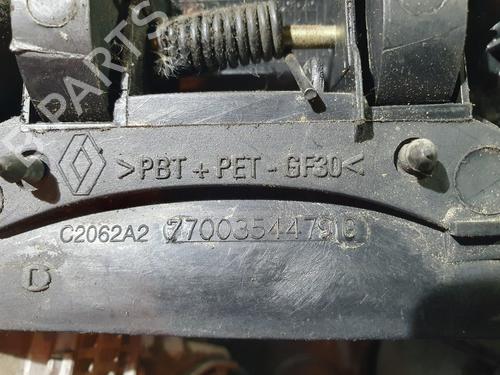 PARTS
>PBT + PET - GF30<
C2062A2 7700354479 B
D